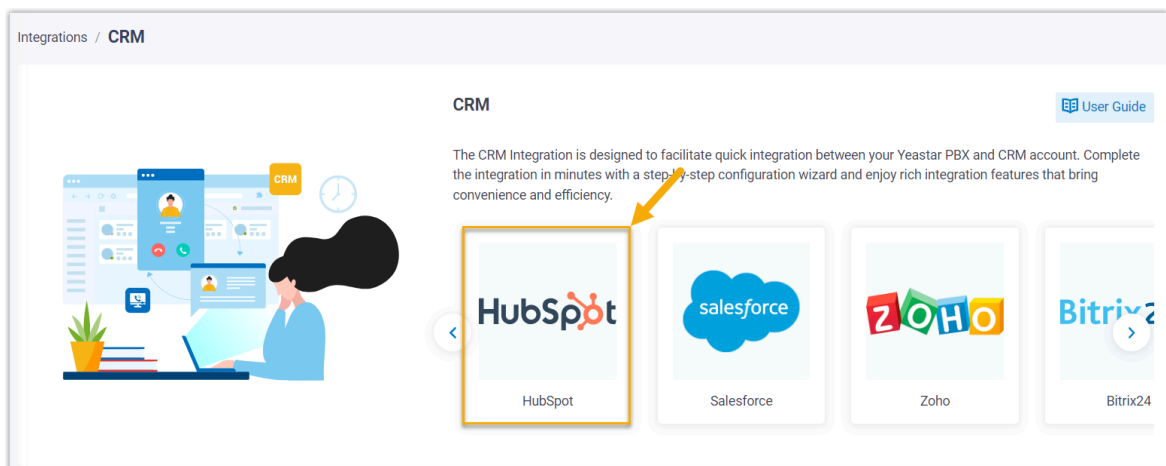 Integrations / CRM
CRM
User Guide
The CRM Integration is designed to facilitate quick integration between your Yeastar PBX and CRM account. Complete
the integration in minutes with a step-by-step configuration wizard and enjoy rich integration features that bring
convenience and efficiency.
CRM
HubSpot
salesforce
ZOHO
Bitrix2
HubSpot
Salesforce
Zoho
Bitrix24